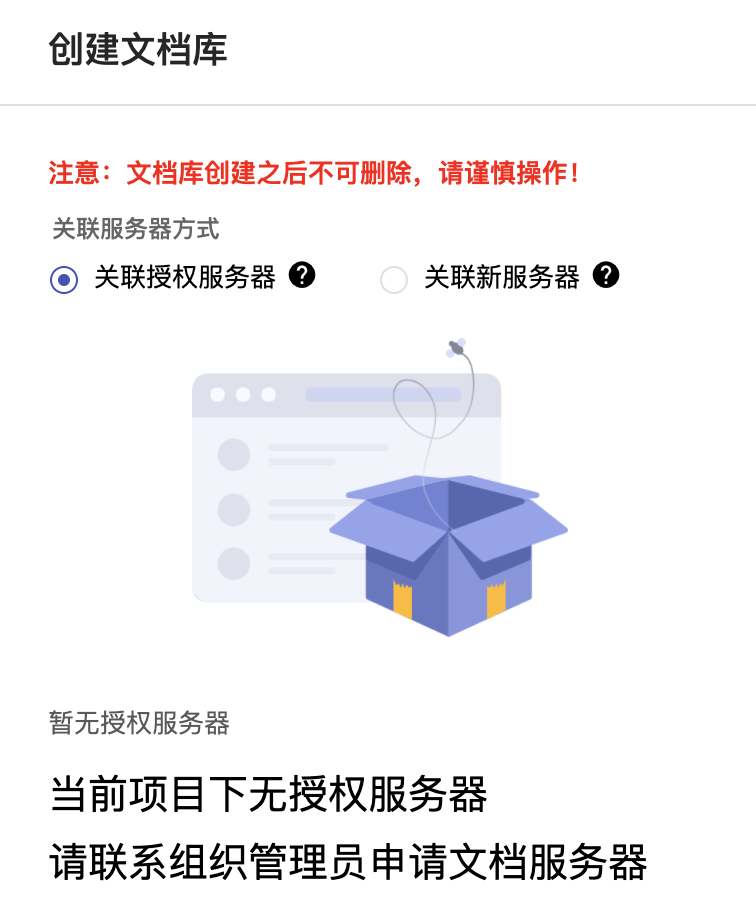 创建文档库
注意：文档库创建之后不可删除，请谨慎操作！
关联服务器方式
关联授权服务器 ? 关联新服务器 ?
暂无授权服务器
当前项目下无授权服务器
请联系组织管理员申请文档服务器